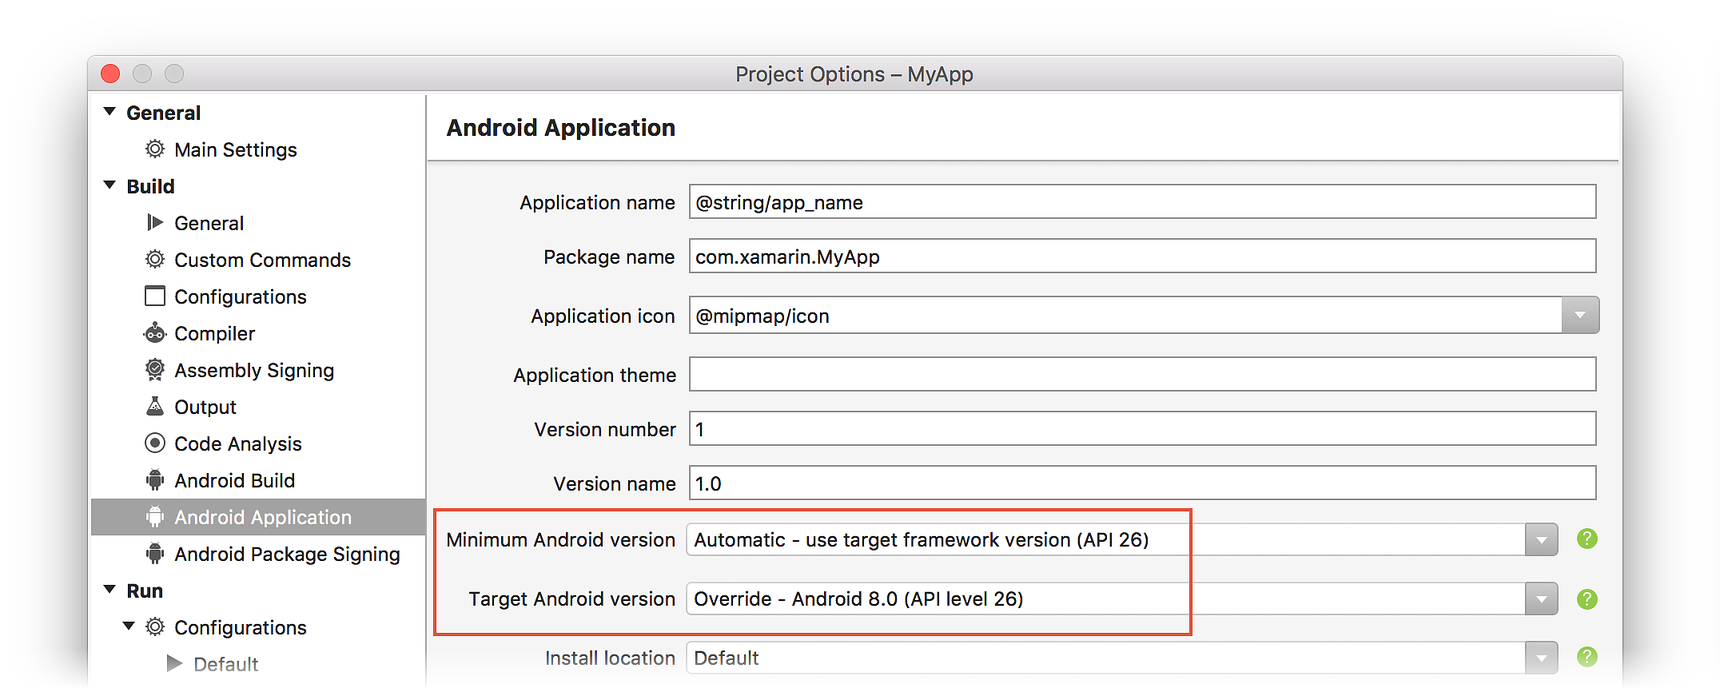 Project Options – MyApp
General
Main Settings
Build
General
Custom Commands
Configurations
Compiler
Assembly Signing
Output
Code Analysis
Android Build
Android Application
Android Package Signing
Run
Configurations
Default
Android Application
Application name @string/app_name
Package name com.xamarin.MyApp
Application icon @mipmap/icon
Application theme
Version number 1
Version name 1.0
Minimum Android version Automatic - use target framework version (API 26) ?
Target Android version Override - Android 8.0 (API level 26) ?
Install location Default ?